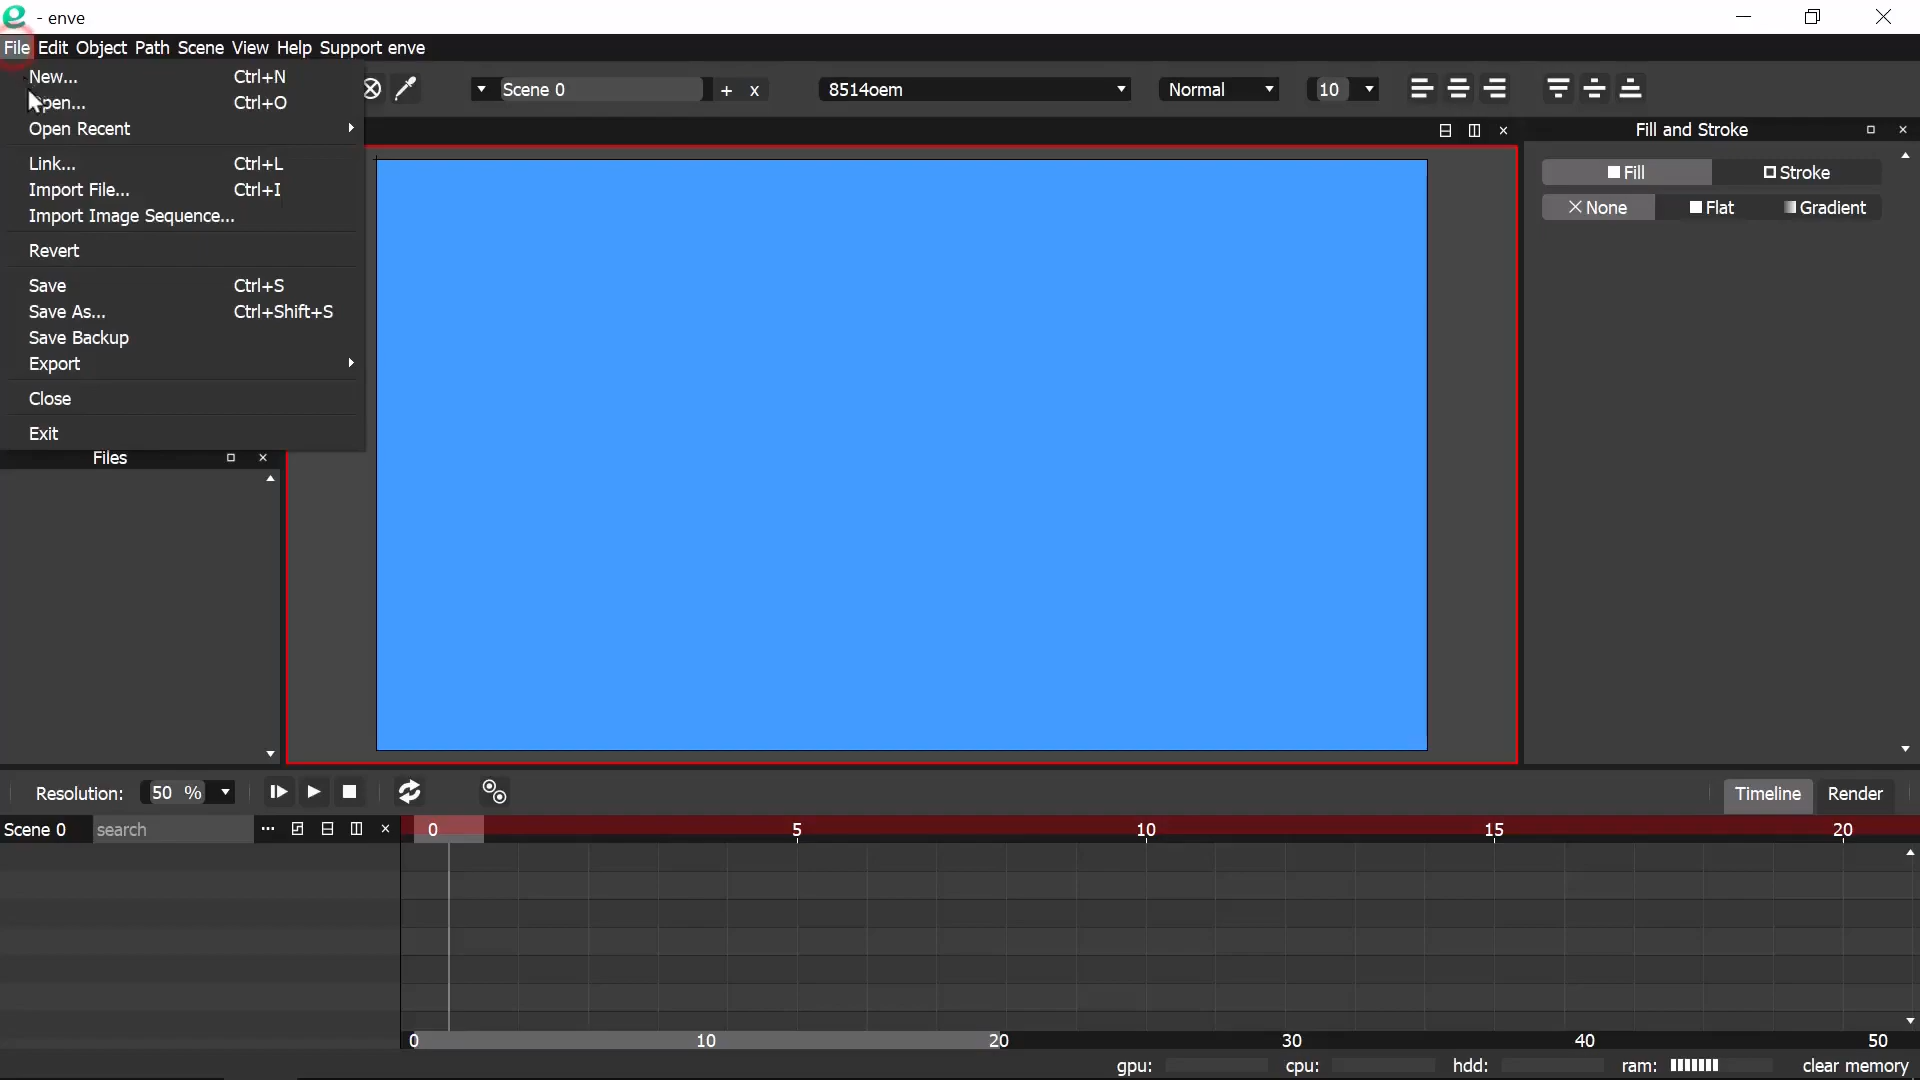 - enve
File Edit Object Path Scene View Help Support enve
New... Ctrl+N
pen... Ctrl+O
Open Recent
Link... Ctrl+L
Import File... Ctrl+I
Import Image Sequence...
Revert
Save Ctrl+S
Save As... Ctrl+Shift+S
Save Backup
Export
Close
Exit
Scene 0 + x 8514oem Normal 10
Fill and Stroke
Fill Stroke
None Flat Gradient
Files
Resolution: 50 % Timeline Render
Scene 0 search ... 0 5 10 15 20
0 10 20 30 40 50
gpu: cpu: hdd: ram: clear memory